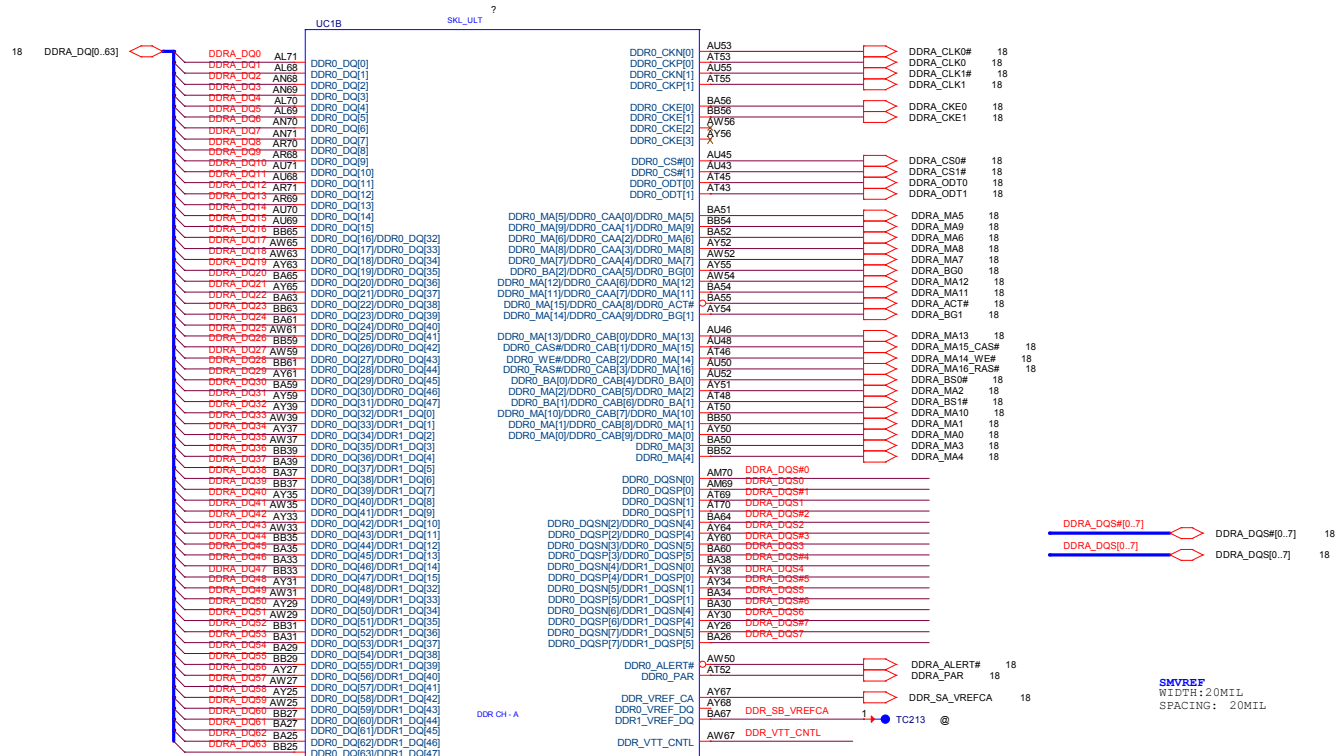 ?
UC1B
SKL_ULT
18 DDRA_DQ[0..63]
DDRA_DQ0 AL71 DDR0_DQ[0]
DDRA_DQ1 AL68 DDR0_DQ[1]
DDRA_DQ2 AN68 DDR0_DQ[2]
DDRA_DQ3 AN69 DDR0_DQ[3]
DDRA_DQ4 AL70 DDR0_DQ[4]
DDRA_DQ5 AL69 DDR0_DQ[5]
DDRA_DQ6 AN70 DDR0_DQ[6]
DDRA_DQ7 AN71 DDR0_DQ[7]
DDRA_DQ8 AR70 DDR0_DQ[8]
DDRA_DQ9 AR68 DDR0_DQ[9]
DDRA_DQ10 AU71 DDR0_DQ[10]
DDRA_DQ11 AU68 DDR0_DQ[11]
DDRA_DQ12 AR71 DDR0_DQ[12]
DDRA_DQ13 AR69 DDR0_DQ[13]
DDRA_DQ14 AU70 DDR0_DQ[14]
DDRA_DQ15 AU69 DDR0_DQ[15]
DDRA_DQ16 BB65 DDR0_DQ[16]/DDR0_DQ[32]
DDRA_DQ17 AW65 DDR0_DQ[17]/DDR0_DQ[33]
DDRA_DQ18 AW63 DDR0_DQ[18]/DDR0_DQ[34]
DDRA_DQ19 AY63 DDR0_DQ[19]/DDR0_DQ[35]
DDRA_DQ20 BA65 DDR0_DQ[20]/DDR0_DQ[36]
DDRA_DQ21 AY65 DDR0_DQ[21]/DDR0_DQ[37]
DDRA_DQ22 BA63 DDR0_DQ[22]/DDR0_DQ[38]
DDRA_DQ23 BB63 DDR0_DQ[23]/DDR0_DQ[39]
DDRA_DQ24 BA61 DDR0_DQ[24]/DDR0_DQ[40]
DDRA_DQ25 AW61 DDR0_DQ[25]/DDR0_DQ[41]
DDRA_DQ26 BB59 DDR0_DQ[26]/DDR0_DQ[42]
DDRA_DQ27 AW59 DDR0_DQ[27]/DDR0_DQ[43]
DDRA_DQ28 BB61 DDR0_DQ[28]/DDR0_DQ[44]
DDRA_DQ29 AY61 DDR0_DQ[29]/DDR0_DQ[45]
DDRA_DQ30 BA59 DDR0_DQ[30]/DDR0_DQ[46]
DDRA_DQ31 AY59 DDR0_DQ[31]/DDR0_DQ[47]
DDRA_DQ32 AY39 DDR0_DQ[32]/DDR1_DQ[0]
DDRA_DQ33 AW39 DDR0_DQ[33]/DDR1_DQ[1]
DDRA_DQ34 AY37 DDR0_DQ[34]/DDR1_DQ[2]
DDRA_DQ35 AW37 DDR0_DQ[35]/DDR1_DQ[3]
DDRA_DQ36 BB39 DDR0_DQ[36]/DDR1_DQ[4]
DDRA_DQ37 BA39 DDR0_DQ[37]/DDR1_DQ[5]
DDRA_DQ38 BA37 DDR0_DQ[38]/DDR1_DQ[6]
DDRA_DQ39 BB37 DDR0_DQ[39]/DDR1_DQ[7]
DDRA_DQ40 AY35 DDR0_DQ[40]/DDR1_DQ[8]
DDRA_DQ41 AW35 DDR0_DQ[41]/DDR1_DQ[9]
DDRA_DQ42 AY33 DDR0_DQ[42]/DDR1_DQ[10]
DDRA_DQ43 AW33 DDR0_DQ[43]/DDR1_DQ[11]
DDRA_DQ44 BB35 DDR0_DQ[44]/DDR1_DQ[12]
DDRA_DQ45 BA35 DDR0_DQ[45]/DDR1_DQ[13]
DDRA_DQ46 BA33 DDR0_DQ[46]/DDR1_DQ[14]
DDRA_DQ47 BB33 DDR0_DQ[47]/DDR1_DQ[15]
DDRA_DQ48 AY31 DDR0_DQ[48]/DDR1_DQ[32]
DDRA_DQ49 AW31 DDR0_DQ[49]/DDR1_DQ[33]
DDRA_DQ50 AY29 DDR0_DQ[50]/DDR1_DQ[34]
DDRA_DQ51 AW29 DDR0_DQ[51]/DDR1_DQ[35]
DDRA_DQ52 BB31 DDR0_DQ[52]/DDR1_DQ[36]
DDRA_DQ53 BA31 DDR0_DQ[53]/DDR1_DQ[37]
DDRA_DQ54 BA29 DDR0_DQ[54]/DDR1_DQ[38]
DDRA_DQ55 BB29 DDR0_DQ[55]/DDR1_DQ[39]
DDRA_DQ56 AY27 DDR0_DQ[56]/DDR1_DQ[40]
DDRA_DQ57 AW27 DDR0_DQ[57]/DDR1_DQ[41]
DDRA_DQ58 AY25 DDR0_DQ[58]/DDR1_DQ[42]
DDRA_DQ59 AW25 DDR0_DQ[59]/DDR1_DQ[43]
DDRA_DQ60 BB27 DDR0_DQ[60]/DDR1_DQ[44]
DDRA_DQ61 BA27 DDR0_DQ[61]/DDR1_DQ[45]
DDRA_DQ62 BA25 DDR0_DQ[62]/DDR1_DQ[46]
DDRA_DQ63 BB25 DDR0_DQ[63]/DDR1_DQ[47]
DDR CH - A
DDR0_CKN[0] AU53 DDRA_CLK0# 18
DDR0_CKP[0] AT53 DDRA_CLK0 18
DDR0_CKN[1] AU55 DDRA_CLK1# 18
DDR0_CKP[1] AT55 DDRA_CLK1 18
DDR0_CKE[0] BA56 DDRA_CKE0 18
DDR0_CKE[1] BB56 DDRA_CKE1 18
DDR0_CKE[2] AW56
DDR0_CKE[3] AY56
DDR0_CS#[0] AU45 DDRA_CS0# 18
DDR0_CS#[1] AU43 DDRA_CS1# 18
DDR0_ODT[0] AT45 DDRA_ODT0 18
DDR0_ODT[1] AT43 DDRA_ODT1 18
DDR0_MA[5]/DDR0_CAA[0]/DDR0_MA[5] BA51 DDRA_MA5 18
DDR0_MA[9]/DDR0_CAA[1]/DDR0_MA[9] BB54 DDRA_MA9 18
DDR0_MA[6]/DDR0_CAA[2]/DDR0_MA[6] BA52 DDRA_MA6 18
DDR0_MA[8]/DDR0_CAA[3]/DDR0_MA[8] AY52 DDRA_MA8 18
DDR0_MA[7]/DDR0_CAA[4]/DDR0_MA[7] AW52 DDRA_MA7 18
DDR0_BA[2]/DDR0_CAA[5]/DDR0_BG[0] AY55 DDRA_BG0 18
DDR0_MA[12]/DDR0_CAA[6]/DDR0_MA[12] AW54 DDRA_MA12 18
DDR0_MA[11]/DDR0_CAA[7]/DDR0_MA[11] BA54 DDRA_MA11 18
DDR0_MA[15]/DDR0_CAA[8]/DDR0_ACT# BA55 DDRA_ACT# 18
DDR0_MA[14]/DDR0_CAA[9]/DDR0_BG[1] AY54 DDRA_BG1 18
DDR0_MA[13]/DDR0_CAB[0]/DDR0_MA[13] AU46 DDRA_MA13 18
DDR0_CAS#/DDR0_CAB[1]/DDR0_MA[15] AU48 DDRA_MA15_CAS# 18
DDR0_WE#/DDR0_CAB[2]/DDR0_MA[14] AT46 DDRA_MA14_WE# 18
DDR0_RAS#/DDR0_CAB[3]/DDR0_MA[16] AU50 DDRA_MA16_RAS# 18
DDR0_BA[0]/DDR0_CAB[4]/DDR0_BA[0] AU52 DDRA_BS0# 18
DDR0_MA[2]/DDR0_CAB[5]/DDR0_MA[2] AY51 DDRA_MA2 18
DDR0_BA[1]/DDR0_CAB[6]/DDR0_BA[1] AT48 DDRA_BS1# 18
DDR0_MA[10]/DDR0_CAB[7]/DDR0_MA[10] AT50 DDRA_MA10 18
DDR0_MA[1]/DDR0_CAB[8]/DDR0_MA[1] BB50 DDRA_MA1 18
DDR0_MA[0]/DDR0_CAB[9]/DDR0_MA[0] AY50 DDRA_MA0 18
DDR0_MA[3] BA50 DDRA_MA3 18
DDR0_MA[4] BB52 DDRA_MA4 18
DDR0_DQSN[0] AM70 DDRA_DQS#0
DDR0_DQSP[0] AM69 DDRA_DQS0
DDR0_DQSN[1] AT69 DDRA_DQS#1
DDR0_DQSP[1] AT70 DDRA_DQS1
DDR0_DQSN[2]/DDR0_DQSN[4] BA64 DDRA_DQS#2
DDR0_DQSP[2]/DDR0_DQSP[4] AY64 DDRA_DQS2
DDR0_DQSN[3]/DDR0_DQSN[5] AY60 DDRA_DQS#3
DDR0_DQSP[3]/DDR0_DQSP[5] BA60 DDRA_DQS3
DDR0_DQSN[4]/DDR1_DQSN[0] BA38 DDRA_DQS#4
DDR0_DQSP[4]/DDR1_DQSP[0] AY38 DDRA_DQS4
DDR0_DQSN[5]/DDR1_DQSN[1] AY34 DDRA_DQS#5
DDR0_DQSP[5]/DDR1_DQSP[1] BA34 DDRA_DQS5
DDR0_DQSN[6]/DDR1_DQSN[4] BA30 DDRA_DQS#6
DDR0_DQSP[6]/DDR1_DQSP[4] AY30 DDRA_DQS6
DDR0_DQSN[7]/DDR1_DQSN[5] AY26 DDRA_DQS#7
DDR0_DQSP[7]/DDR1_DQSP[5] BA26 DDRA_DQS7
DDR0_ALERT# AW50 DDRA_ALERT# 18
DDR0_PAR AT52 DDRA_PAR 18
DDR_VREF_CA AY67 DDR_SA_VREFCA 18
DDR0_VREF_DQ AY68
DDR1_VREF_DQ BA67 DDR_SB_VREFCA 1 TC213 @
DDR_VTT_CNTL AW67 DDR_VTT_CNTL
DDRA_DQS#[0..7] DDRA_DQS#[0..7] 18
DDRA_DQS[0..7] DDRA_DQS[0..7] 18
SMVREF
WIDTH:20MIL
SPACING: 20MIL